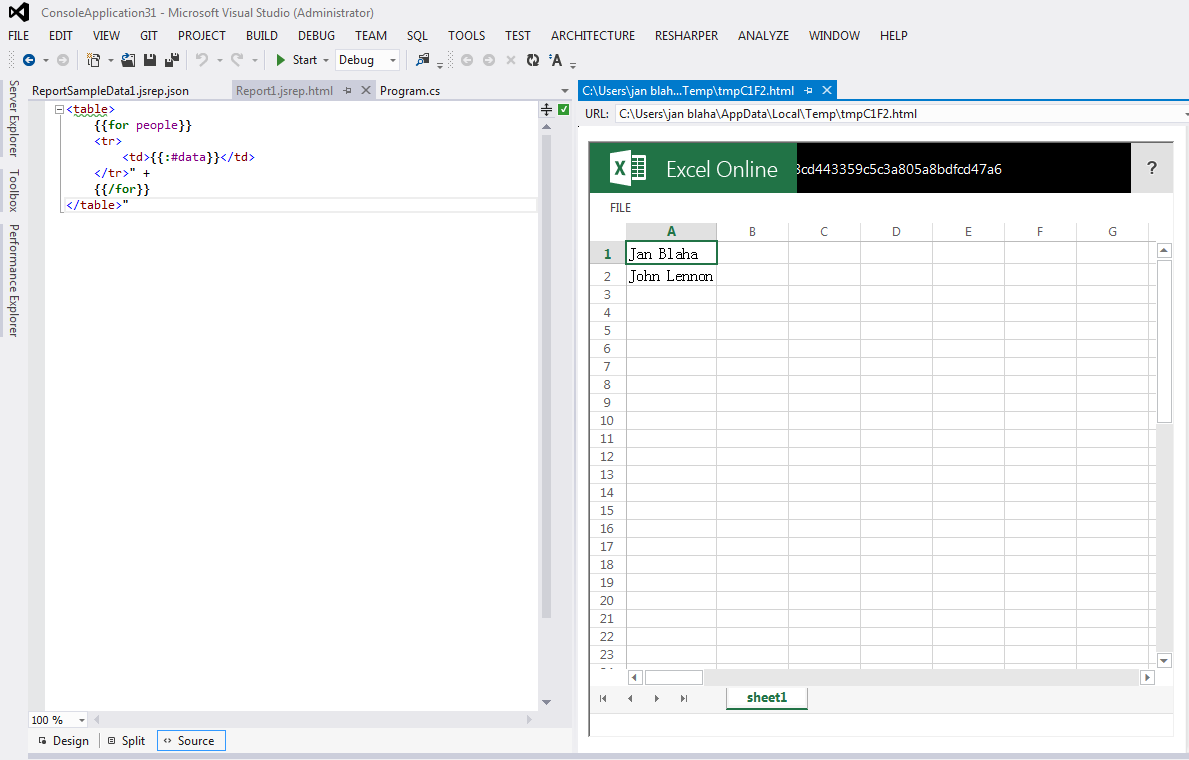 ConsoleApplication31 - Microsoft Visual Studio (Administrator)
FILE EDIT VIEW GIT PROJECT BUILD DEBUG TEAM SQL TOOLS TEST ARCHITECTURE RESHARPER ANALYZE WINDOW HELP
Start Debug
Server Explorer
Toolbox
Performance Explorer
ReportSampleData1.jsrep.json Report1.jsrep.html Program.cs
<table>
{{for people}}
<tr>
<td>{{:#data}}</td>
</tr>" +
{{/for}}
</table>"
100 %
Design Split Source
C:\Users\jan blah...Temp\tmpC1F2.html
URL: C:\Users\jan blaha\AppData\Local\Temp\tmpC1F2.html
Excel Online 3cd443359c5c3a805a8bdfcd47a6 ?
FILE
A B C D E F G
1 Jan Blaha
2 John Lennon
3
4
5
6
7
8
9
10
11
12
13
14
15
16
17
18
19
20
21
22
23
sheet1